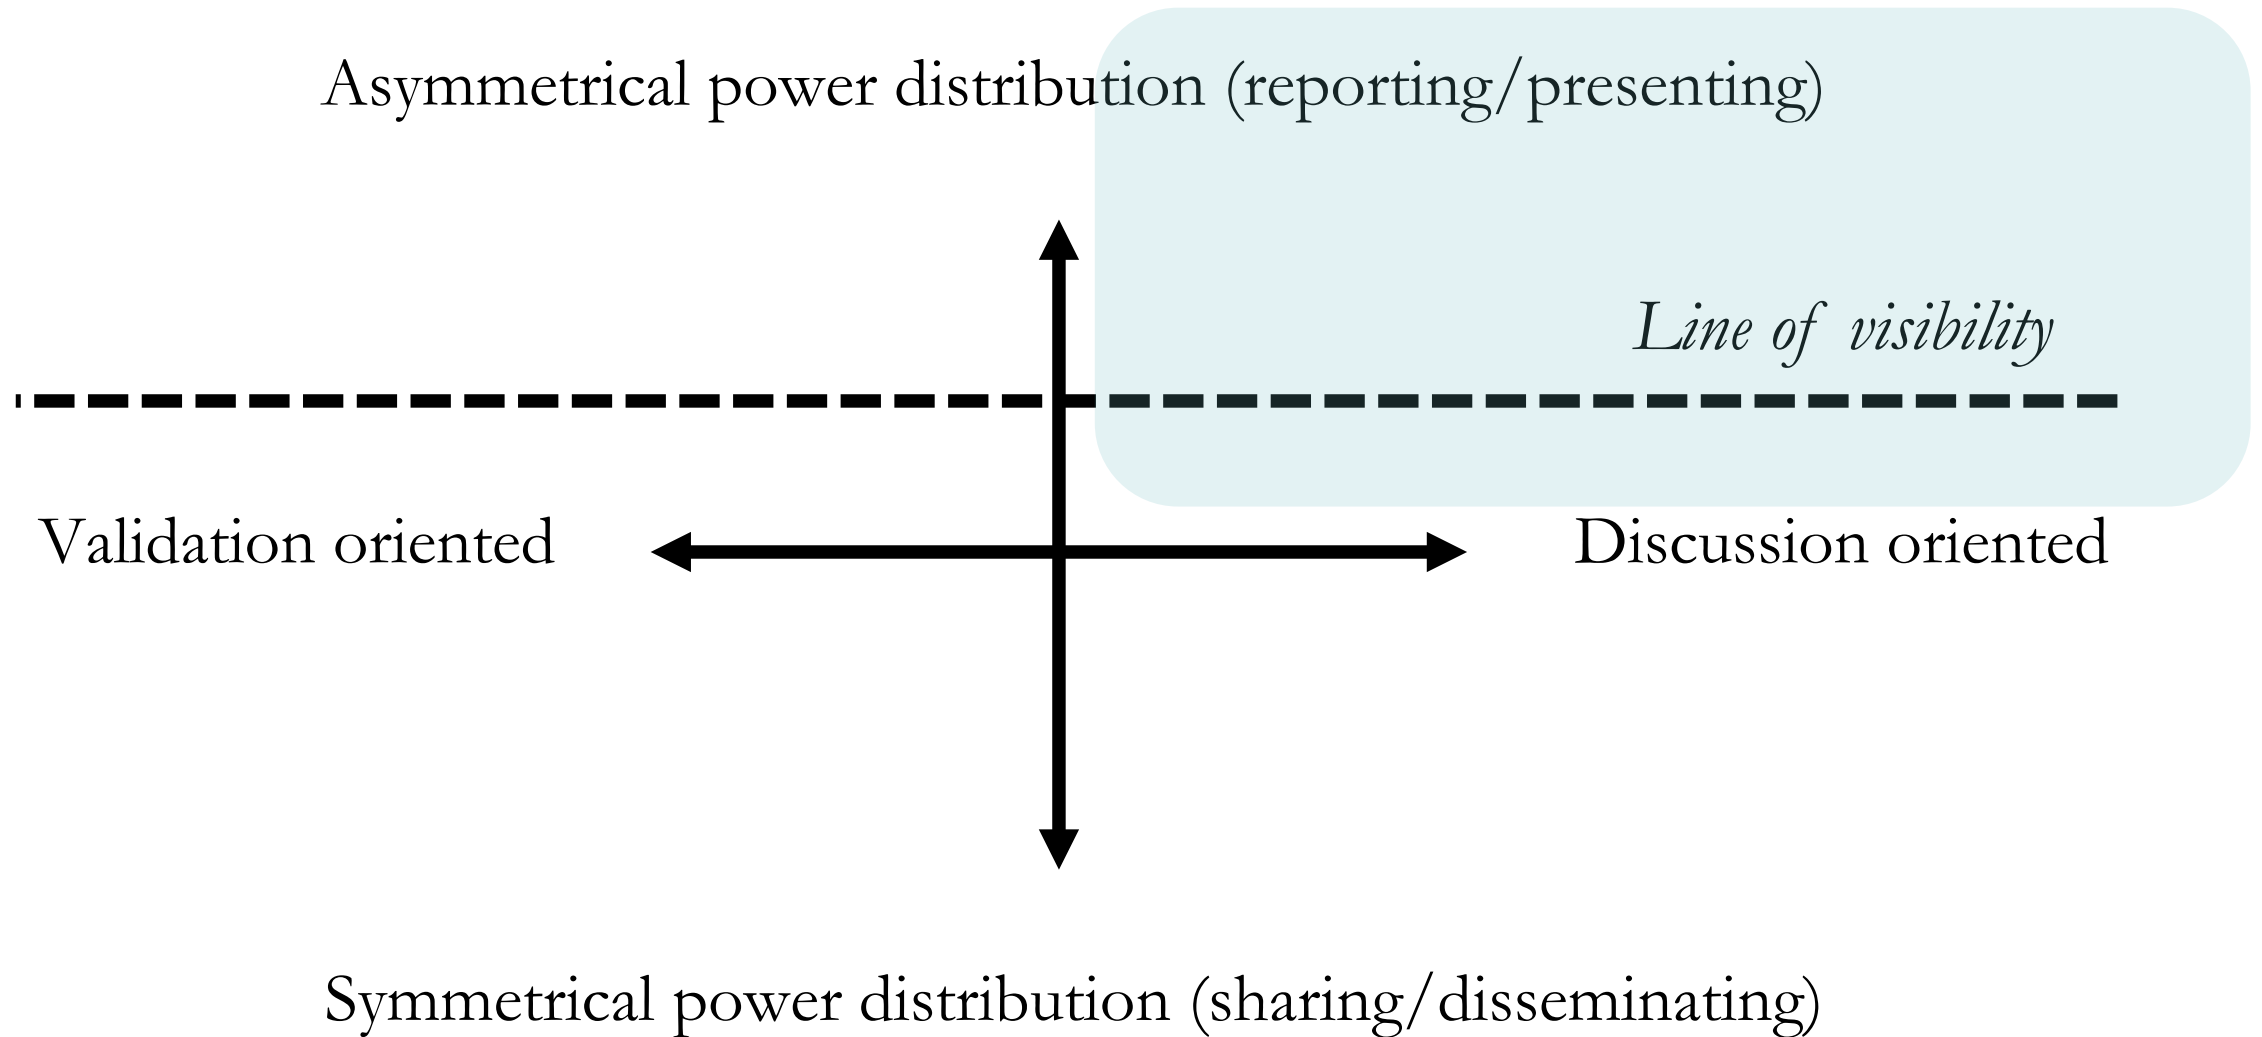 Asymmetrical power distribution (reporting/presenting)
Line of visibility
Validation oriented
Discussion oriented
Symmetrical power distribution (sharing/disseminating)